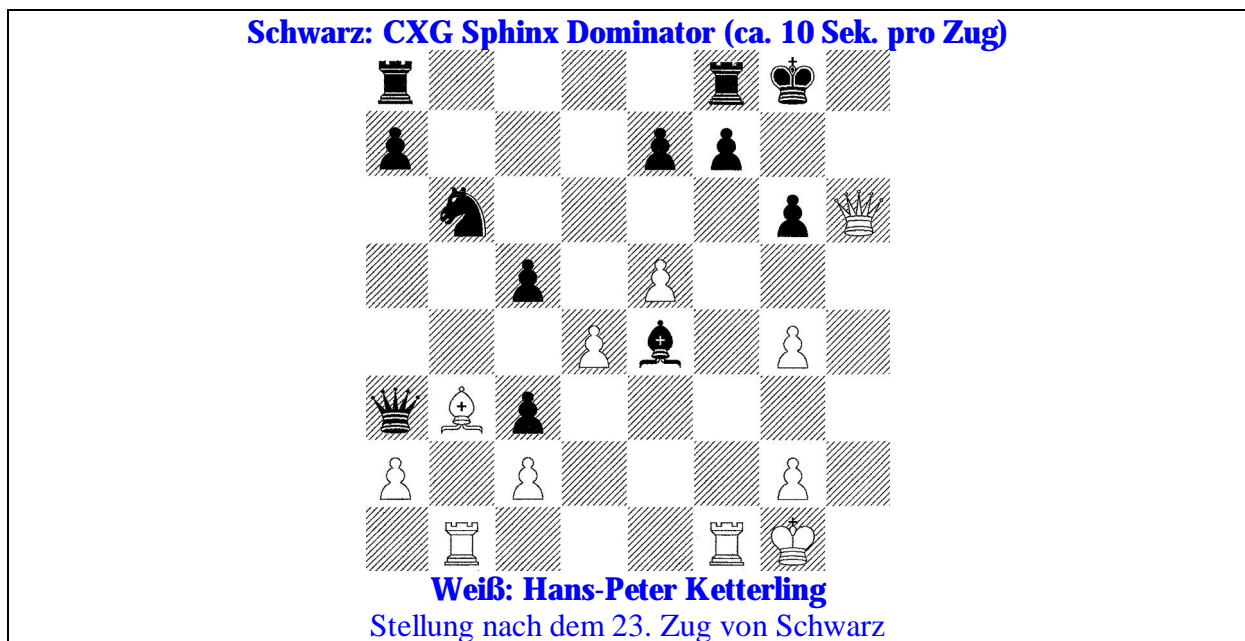 Schwarz: CXG Sphinx Dominator (ca. 10 Sek. pro Zug)
Weiß: Hans-Peter Ketterling
Stellung nach dem 23. Zug von Schwarz